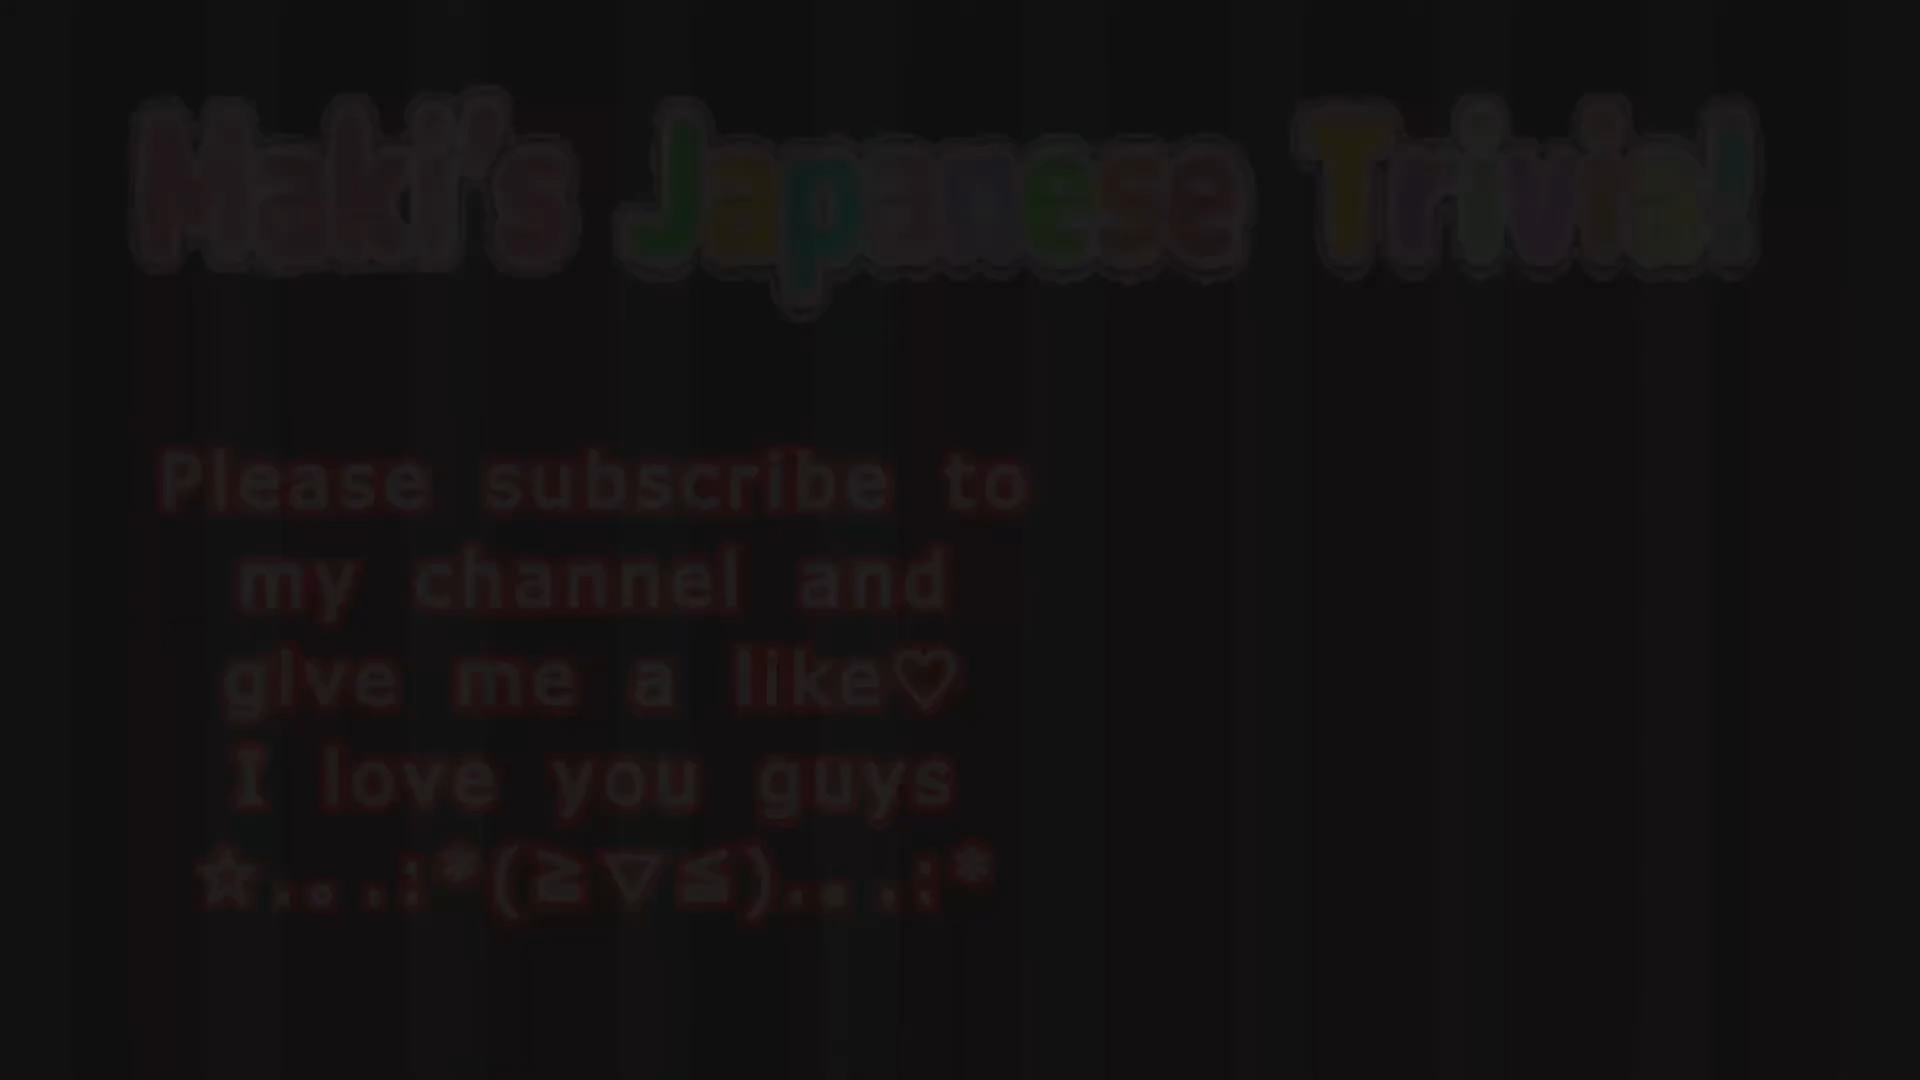 Maki's Japanese Trivia!
Please subscribe to
my channel and
give me a like♡
I love you guys
☆.。.:*(≧▽≦).。.:*